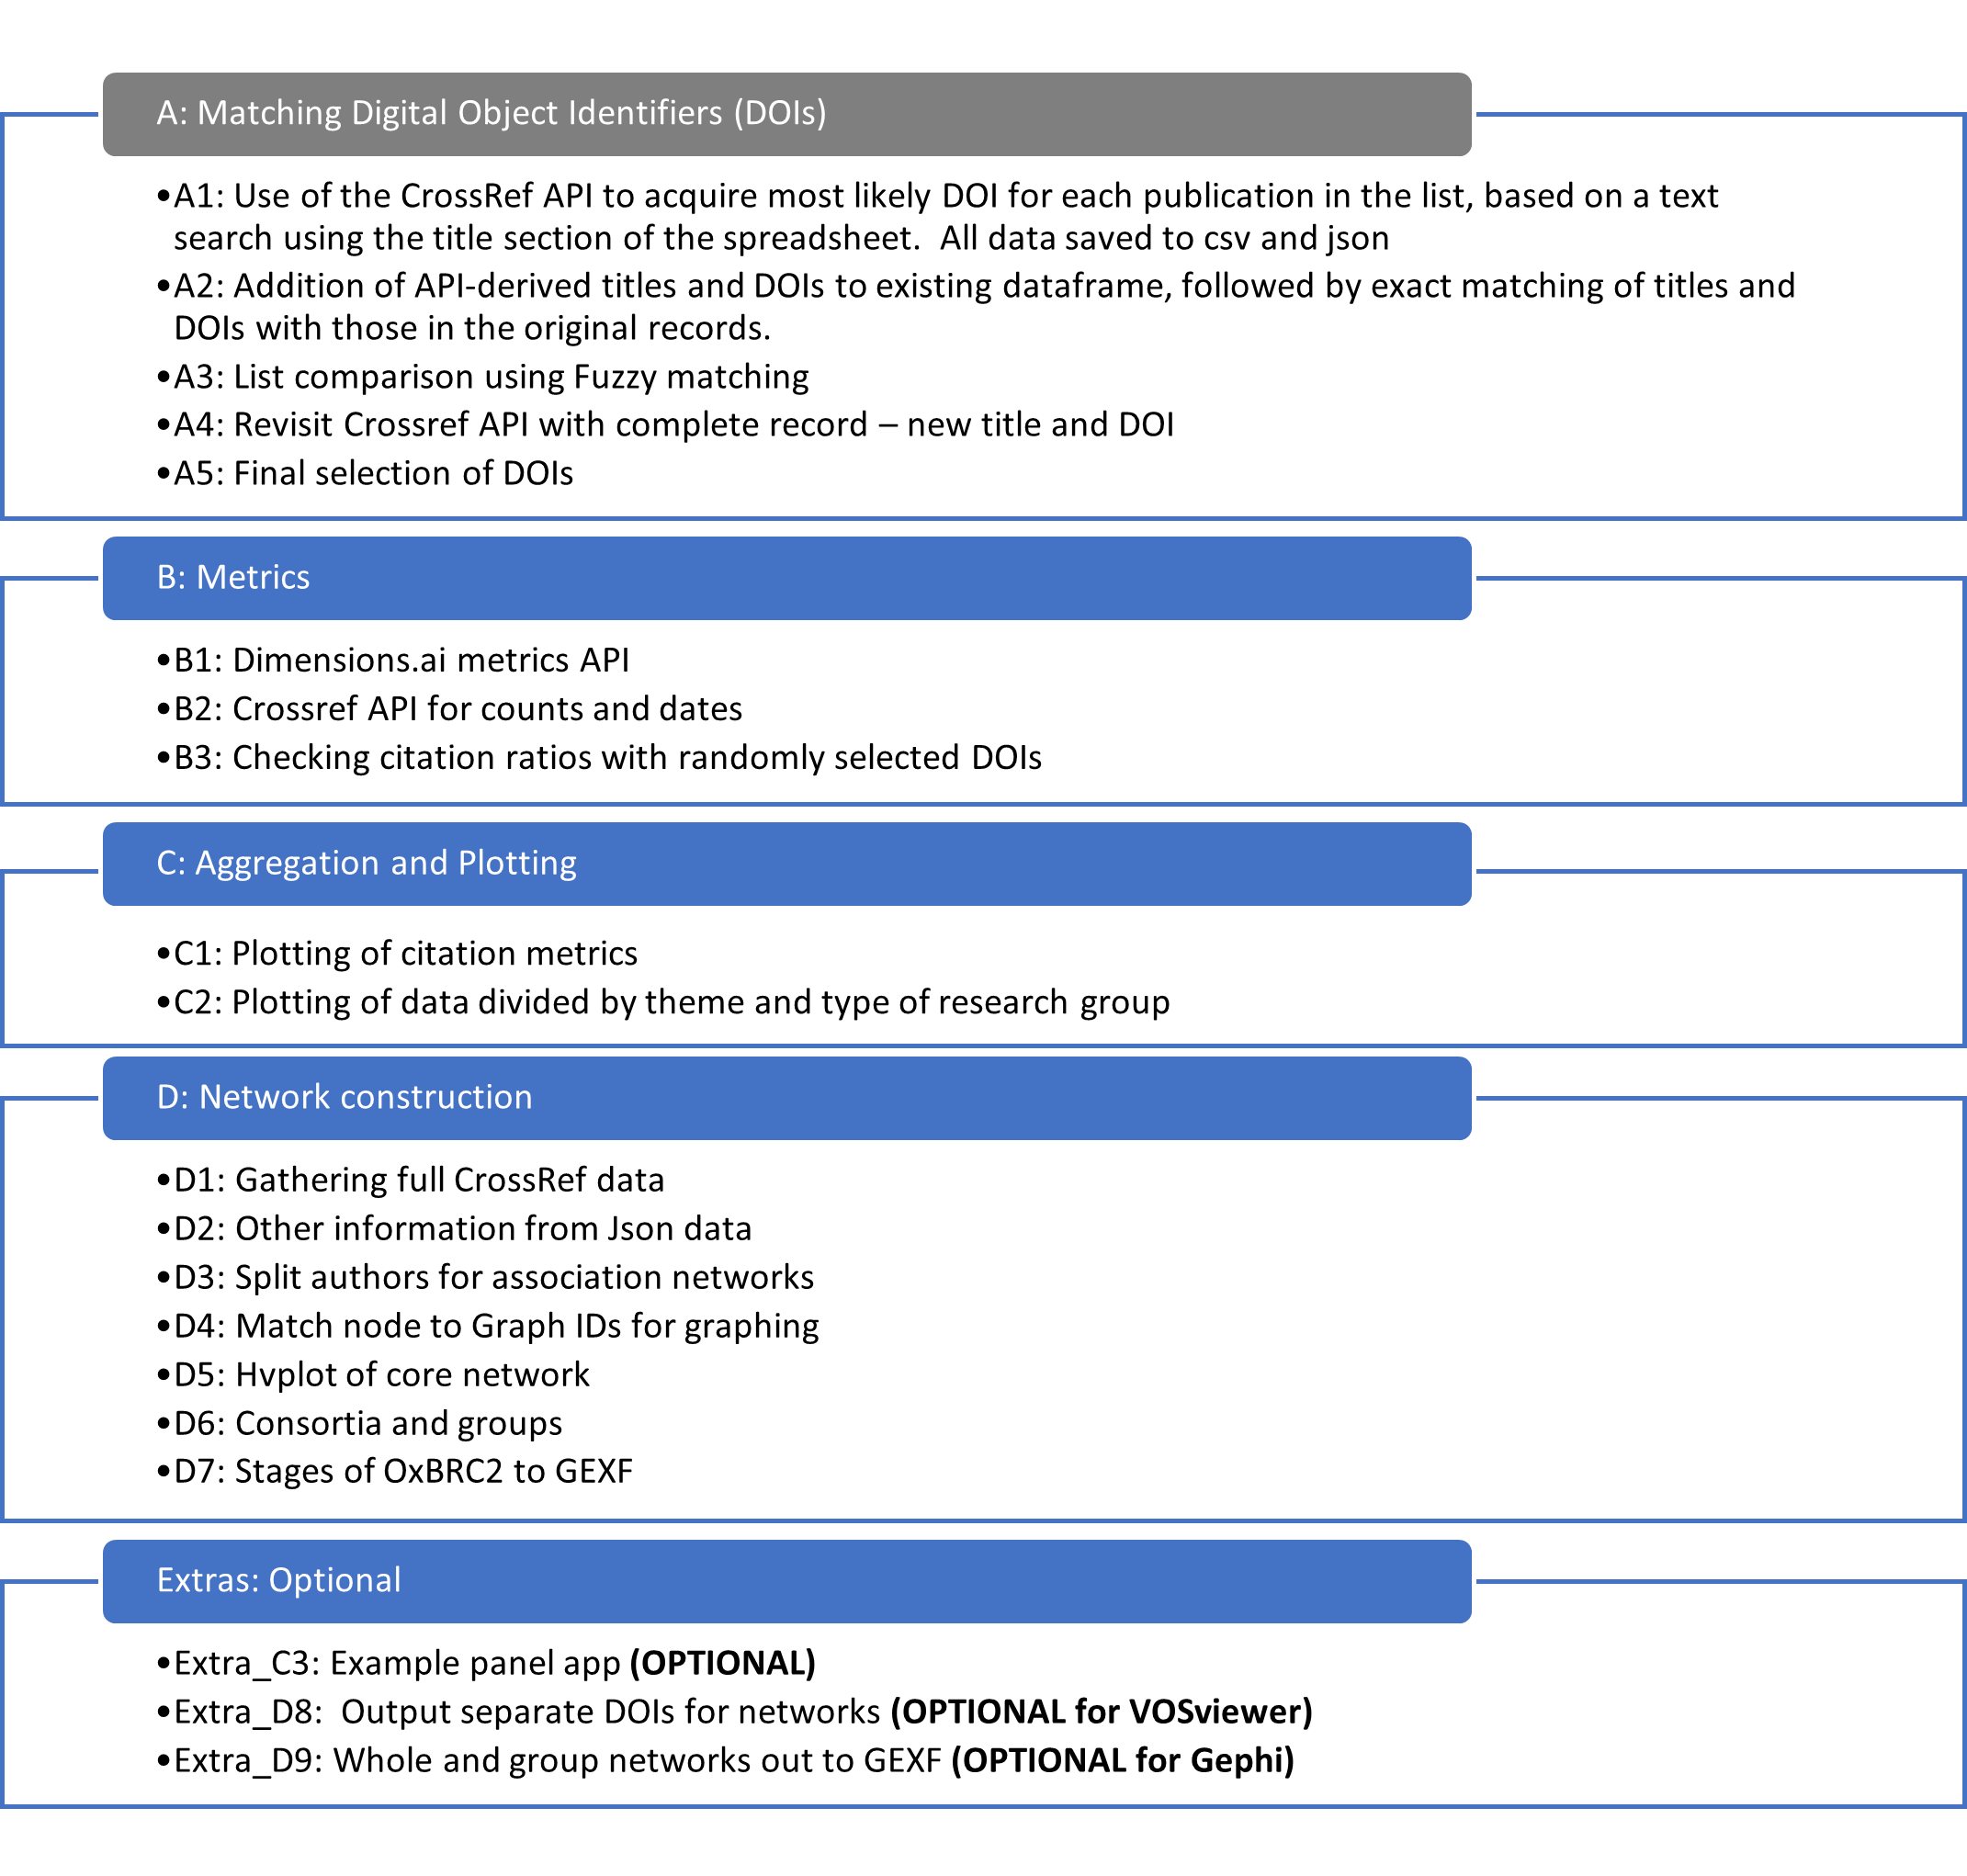 A: Matching Digital Object Identifiers (DOIs)
•A1: Use of the CrossRef API to acquire most likely DOI for each publication in the list, based on a text
search using the title section of the spreadsheet.  All data saved to csv and json
•A2: Addition of API-derived titles and DOIs to existing dataframe, followed by exact matching of titles and
DOIs with those in the original records.
•A3: List comparison using Fuzzy matching
•A4: Revisit Crossref API with complete record – new title and DOI
•A5: Final selection of DOIs
B: Metrics
•B1: Dimensions.ai metrics API
•B2: Crossref API for counts and dates
•B3: Checking citation ratios with randomly selected DOIs
C: Aggregation and Plotting
•C1: Plotting of citation metrics
•C2: Plotting of data divided by theme and type of research group
D: Network construction
•D1: Gathering full CrossRef data
•D2: Other information from Json data
•D3: Split authors for association networks
•D4: Match node to Graph IDs for graphing
•D5: Hvplot of core network
•D6: Consortia and groups
•D7: Stages of OxBRC2 to GEXF
Extras: Optional
•Extra_C3: Example panel app (OPTIONAL)
•Extra_D8:  Output separate DOIs for networks (OPTIONAL for VOSviewer)
•Extra_D9: Whole and group networks out to GEXF (OPTIONAL for Gephi)